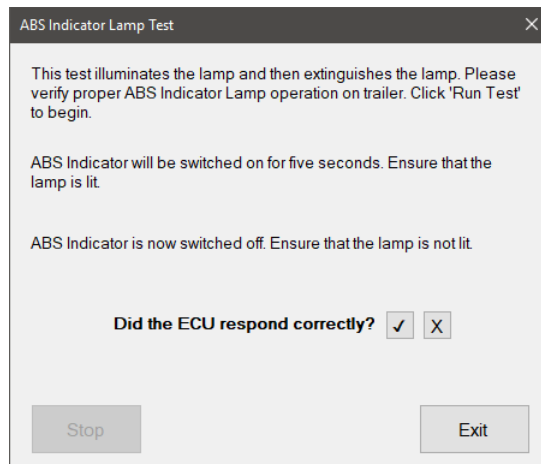 ABS Indicator Lamp Test
This test illuminates the lamp and then extinguishes the lamp. Please
verify proper ABS Indicator Lamp operation on trailer. Click 'Run Test'
to begin.
ABS Indicator will be switched on for five seconds. Ensure that the
lamp is lit.
ABS Indicator is now switched off. Ensure that the lamp is not lit.
Did the ECU respond correctly? ✓ X
Stop Exit